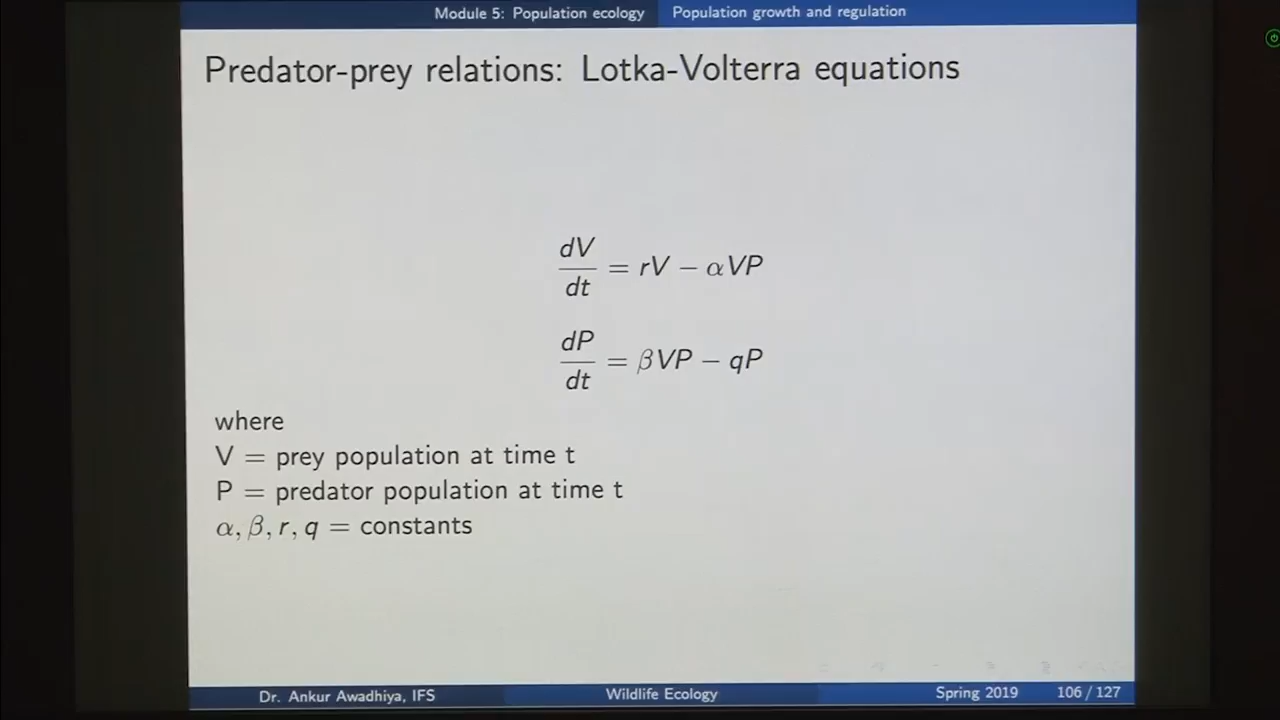 Module 5: Population ecology Population growth and regulation
Predator-prey relations: Lotka-Volterra equations
dV/dt = rV − αVP
dP/dt = βVP − qP
where
V = prey population at time t
P = predator population at time t
α, β, r, q = constants
Dr. Ankur Awadhiya, IFS Wildlife Ecology Spring 2019 106 / 127